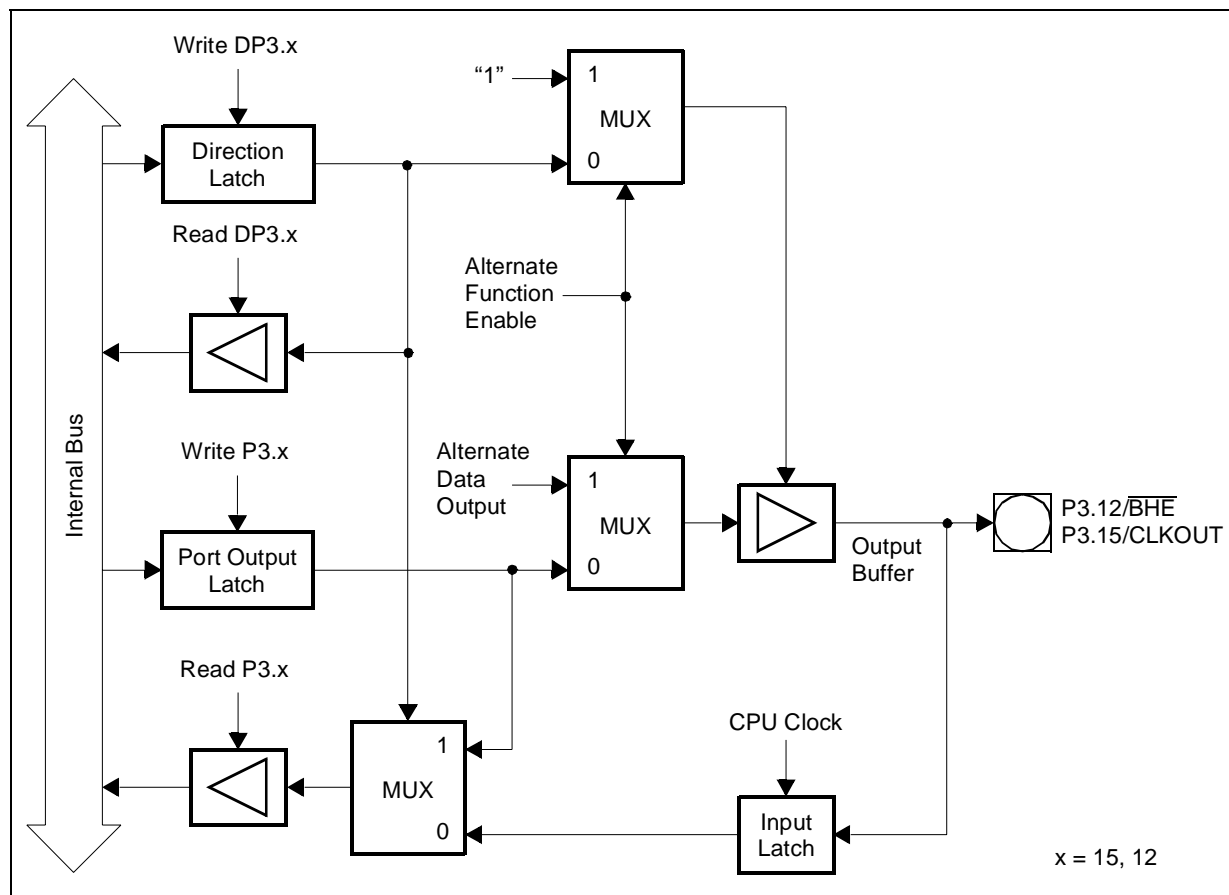 Write DP3.x
“1”
1
MUX
0
Direction
Latch
Read DP3.x
Alternate
Function
Enable
Internal Bus
Write P3.x
Alternate
Data
Output
1
MUX
0
P3.12/B̅H̅E̅
P3.15/CLKOUT
Port Output
Latch
Output
Buffer
Read P3.x
CPU Clock
1
MUX
0
Input
Latch
x = 15, 12